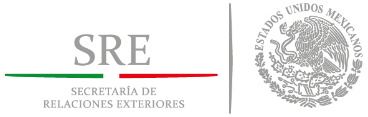 SRE
SECRETARÍA DE
RELACIONES EXTERIORES
ESTADOS UNIDOS MEXICANOS